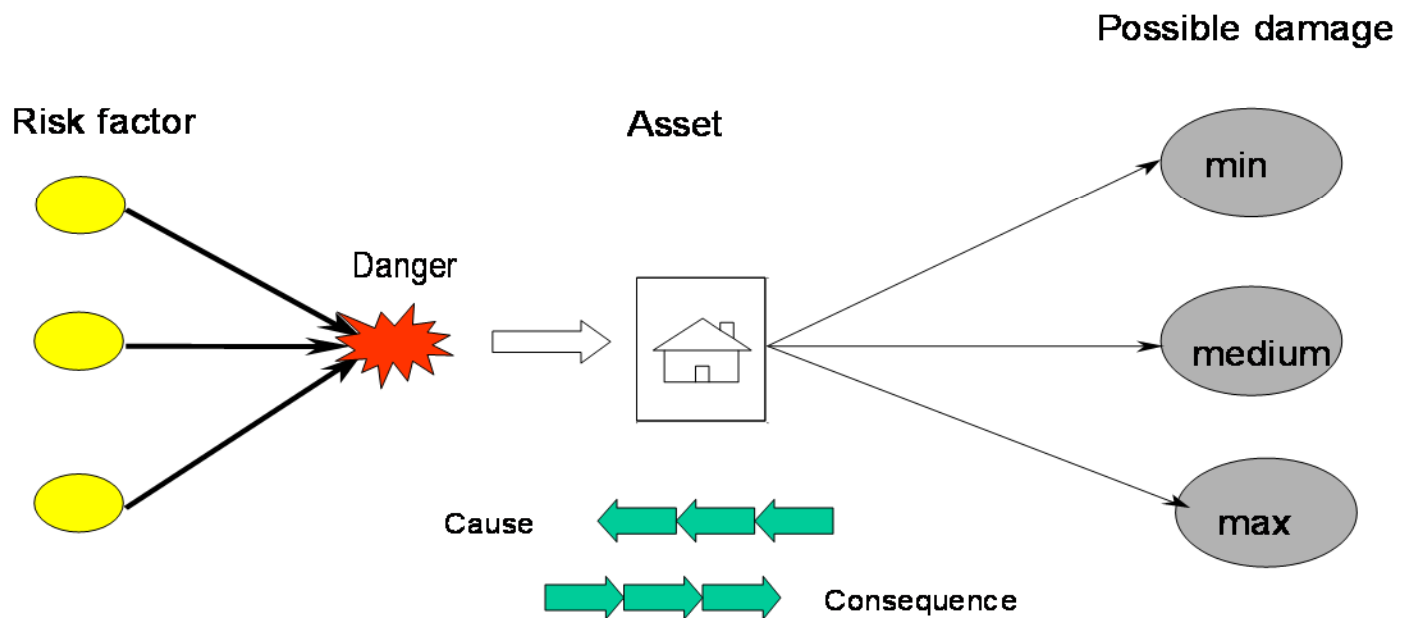 Possible damage
Risk factor
Asset
min
Danger
medium
max
Cause
Consequence